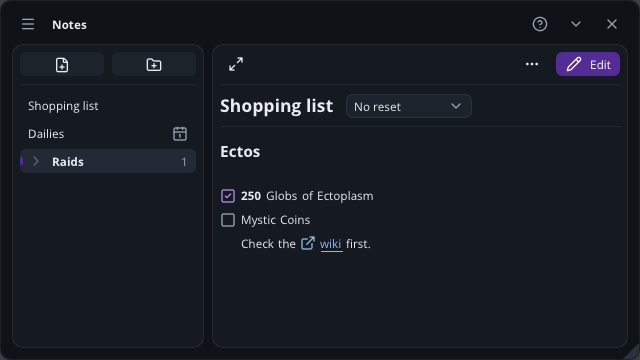 Notes
Edit
Shopping list
Dailies
Raids 1
Shopping list No reset
Ectos
250 Globs of Ectoplasm
Mystic Coins
Check the wiki first.